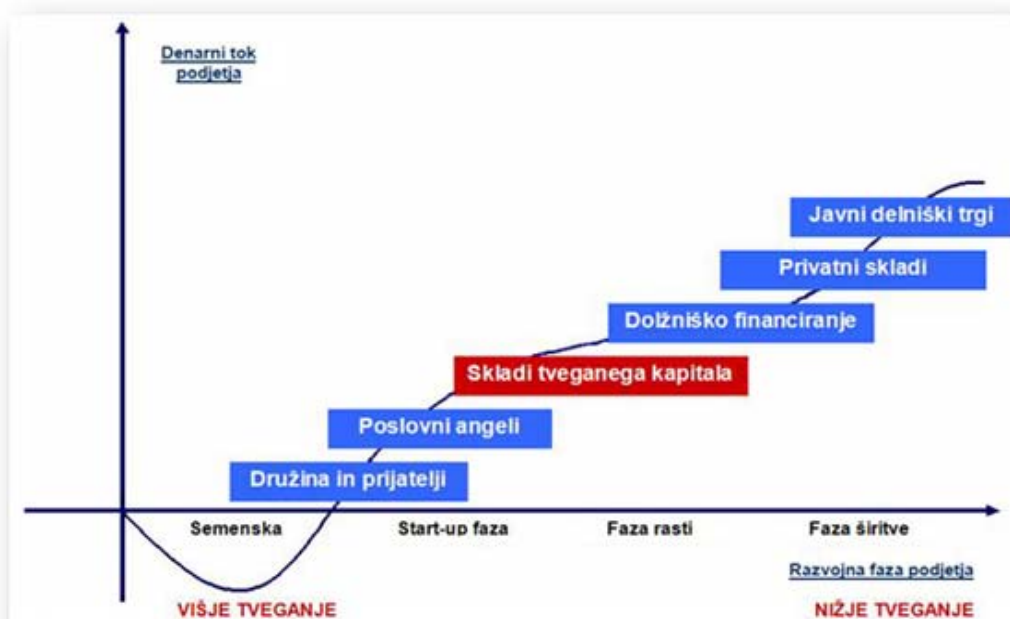 Denarni tok
podjetja
Javni delniški trgi
Privatni skladi
Dolžniško financiranje
Skladi tveganega kapitala
Poslovni angeli
Družina in prijatelji
Semenska
Start-up faza
Faza rasti
Faza širitve
Razvojna faza podjetja
VIŠJE TVEGANJE
NIŽJE TVEGANJE